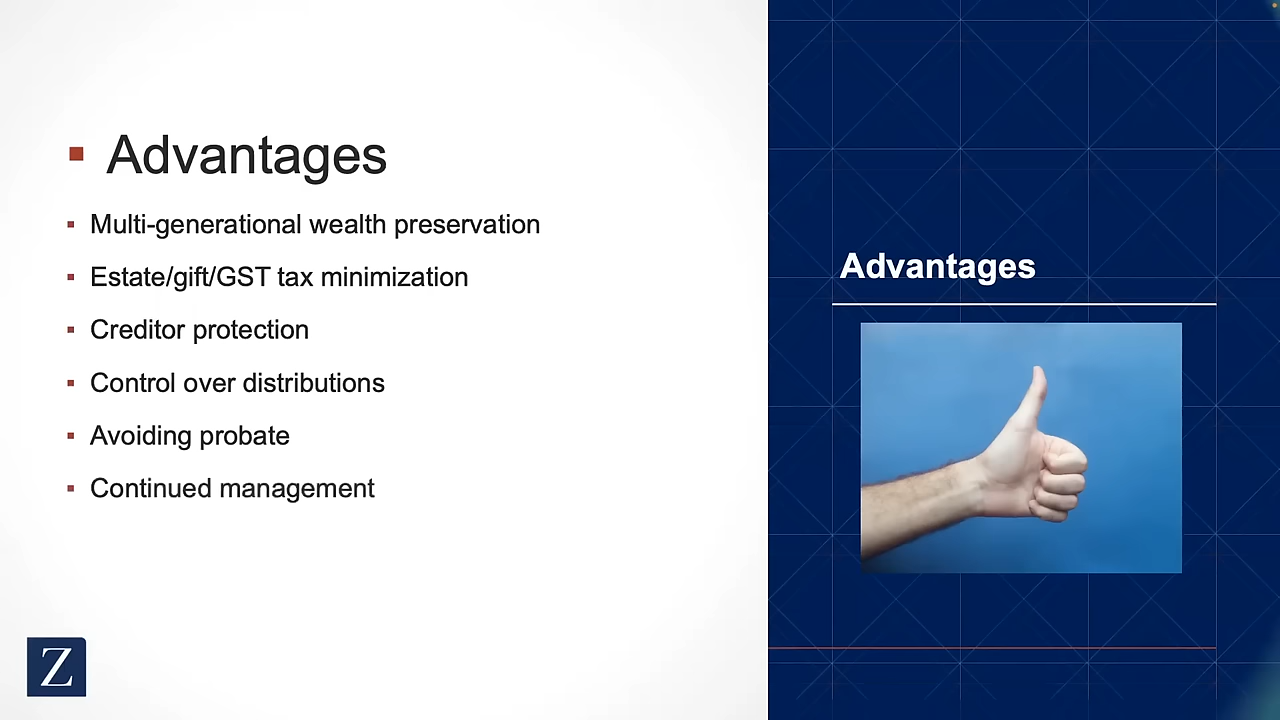 Advantages
Multi-generational wealth preservation
Estate/gift/GST tax minimization
Creditor protection
Control over distributions
Avoiding probate
Continued management
Z
Advantages